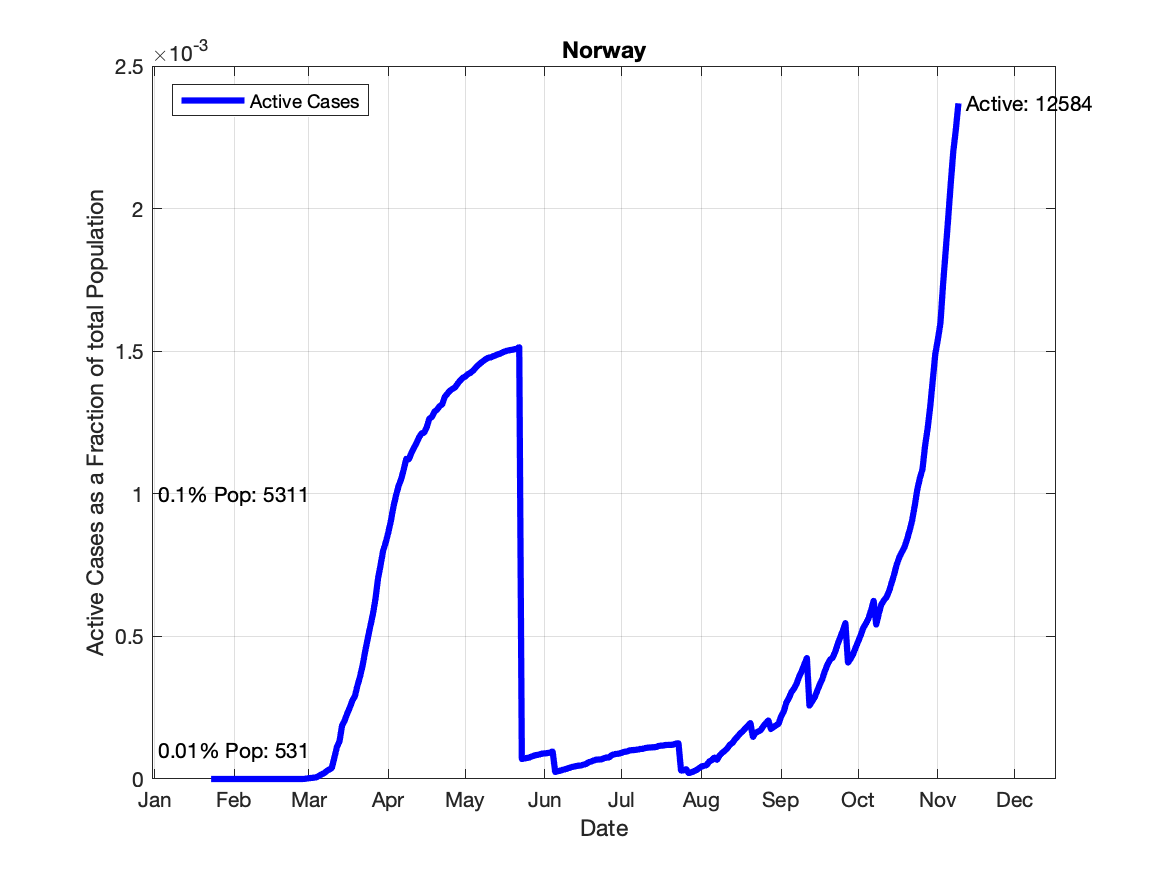 Norway
×10-3
2.5
2
1.5
1
0.5
0
Active Cases as a Fraction of total Population
Active Cases
Active: 12584
0.1% Pop: 5311
0.01% Pop: 531
Jan Feb Mar Apr May Jun Jul Aug Sep Oct Nov Dec
Date